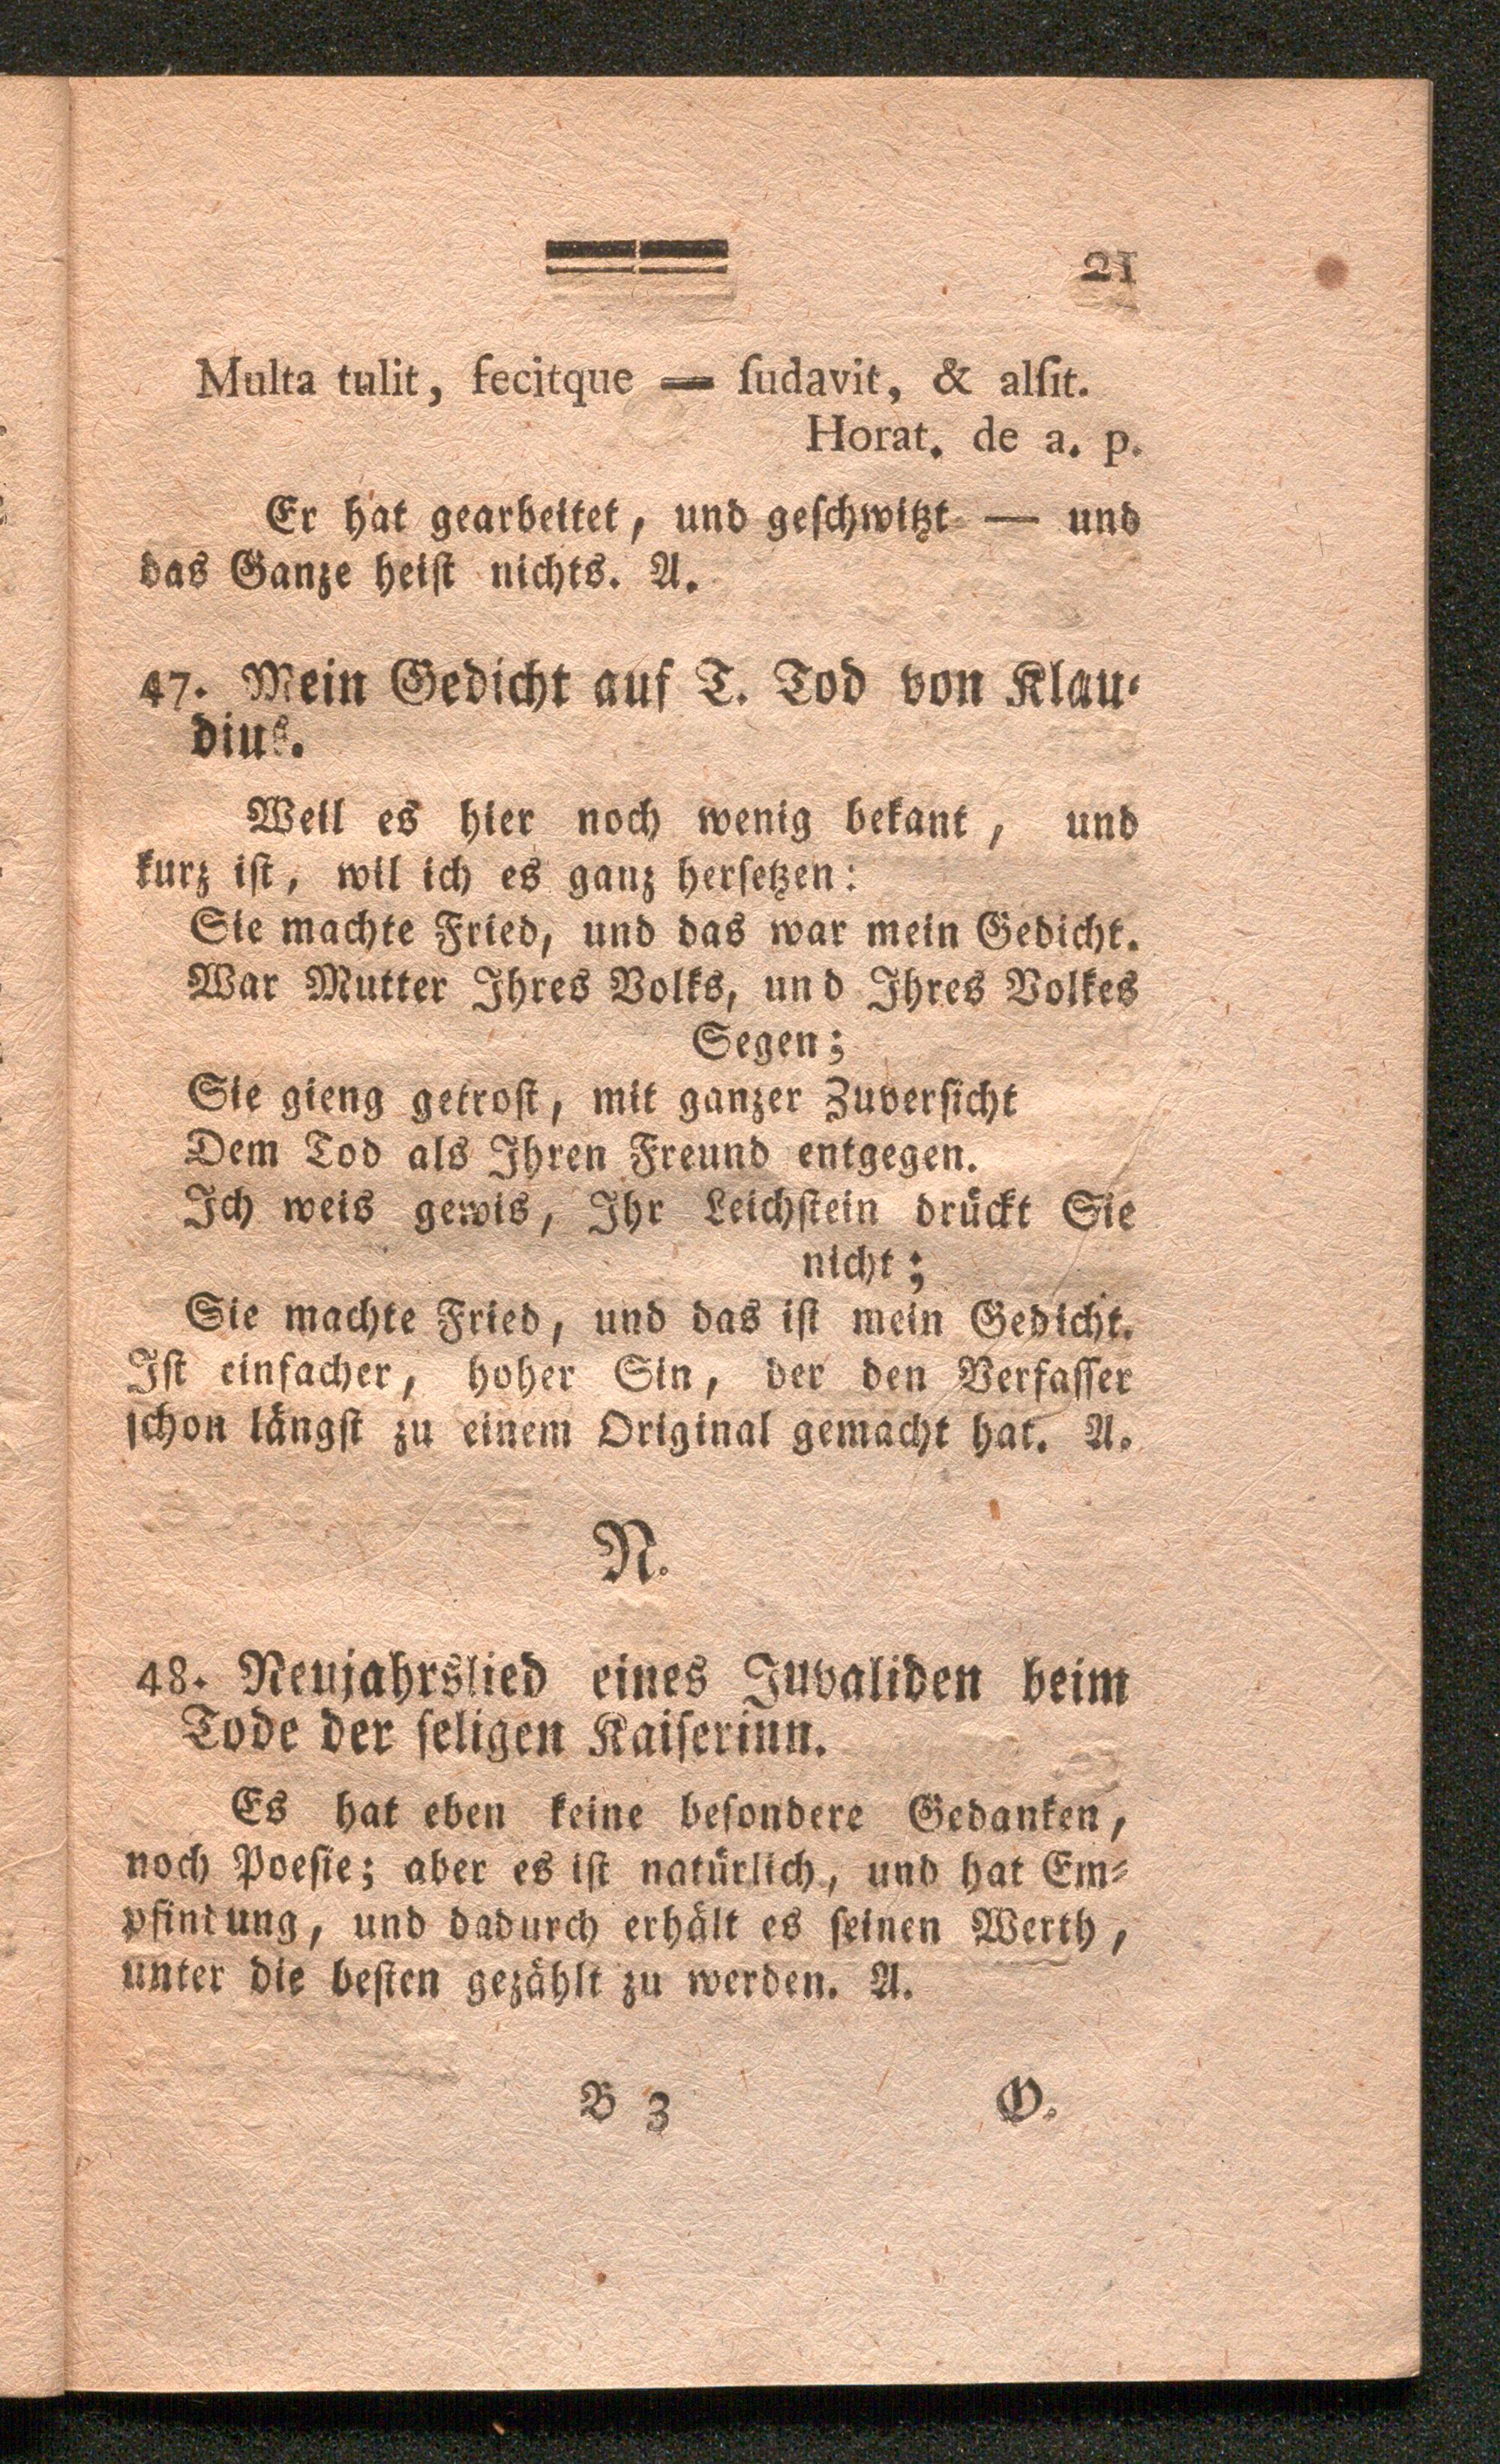 21
Multa tulit, fecitque — ſudavit, & alſit.
Horat. de a. p.
Er hat gearbeitet, und geſchwitzt — und
das Ganze heiſt nichts. A.
47. Mein Gedicht auf T. Tod von Klau⸗
dius.
Weil es hier noch wenig bekant, und
kurz iſt, wil ich es ganz herſetzen:
Sie machte Fried, und das war mein Gedicht.
War Mutter Ihres Volks, und Ihres Volkes
Segen;
Sie gieng getroſt, mit ganzer Zuverſicht
Dem Tod als Ihren Freund entgegen.
Ich weis gewis, Ihr Leichſtein drückt Sie
nicht;
Sie machte Fried, und das iſt mein Gedicht.
Iſt einfacher, hoher Sin, der den Verfaſſer
ſchon längſt zu einem Original gemacht hat. A.
N.
48. Neujahrslied eines Juvaliden beim
Tode der ſeligen Kaiſerinn.
Es hat eben keine beſondere Gedanken,
noch Poeſie; aber es iſt natürlich, und hat Em⸗
pfindung, und dadurch erhält es ſeinen Werth,
unter die beſten gezählt zu werden. A.
B 3 O.